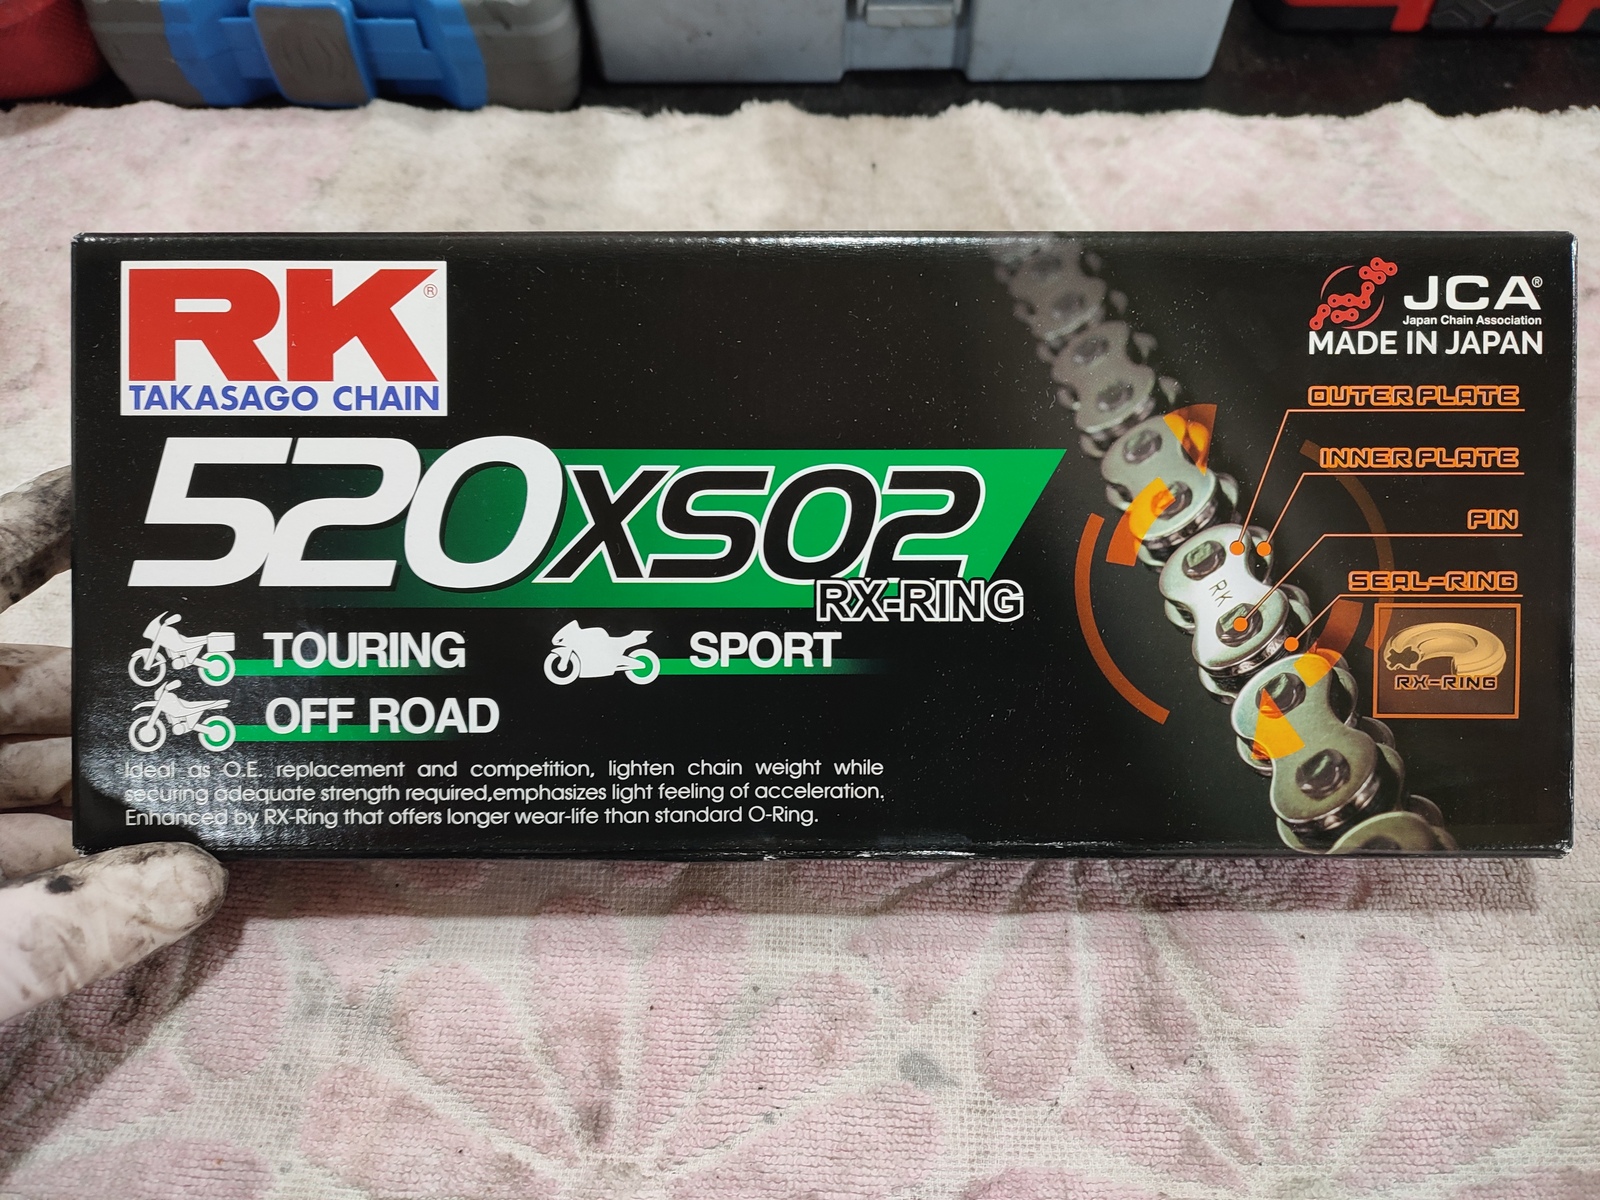 RK®
TAKASAGO CHAIN
JCA®
Japan Chain Association
MADE IN JAPAN
520XSO2
RX-RING
TOURING
SPORT
OFF ROAD
Ideal as O.E. replacement and competition, lighten chain weight while
securing adequate strength required,emphasizes light feeling of acceleration.
Enhanced by RX-Ring that offers longer wear-life than standard O-Ring.
OUTER PLATE
INNER PLATE
PIN
SEAL-RING
RX-RING
RK